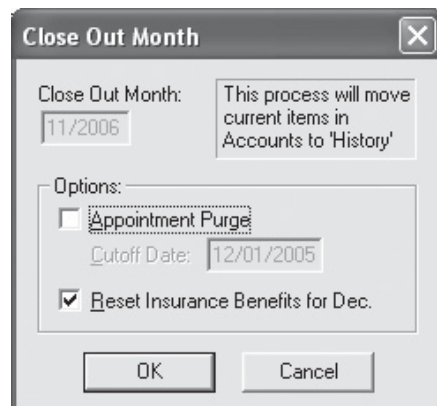 Close Out Month
Close Out Month:
11/2006
This process will move
current items in
Accounts to 'History'
Options:
Appointment Purge
Cutoff Date: 12/01/2005
Reset Insurance Benefits for Dec.
OK Cancel